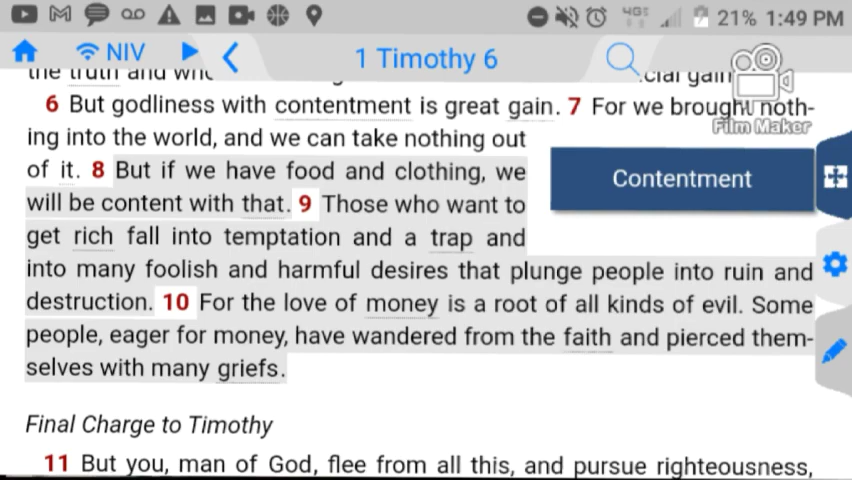 21% 1:49 PM
NIV
1 Timothy 6
the truth and
cial gain
6 But godliness with contentment is great gain. 7 For we brought noth-
ing into the world, and we can take nothing out
of it. 8 But if we have food and clothing, we
will be content with that. 9 Those who want to
get rich fall into temptation and a trap and
into many foolish and harmful desires that plunge people into ruin and
destruction. 10 For the love of money is a root of all kinds of evil. Some
people, eager for money, have wandered from the faith and pierced them-
selves with many griefs.
Contentment
Film Maker
Final Charge to Timothy
11 But you, man of God, flee from all this, and pursue righteousness,